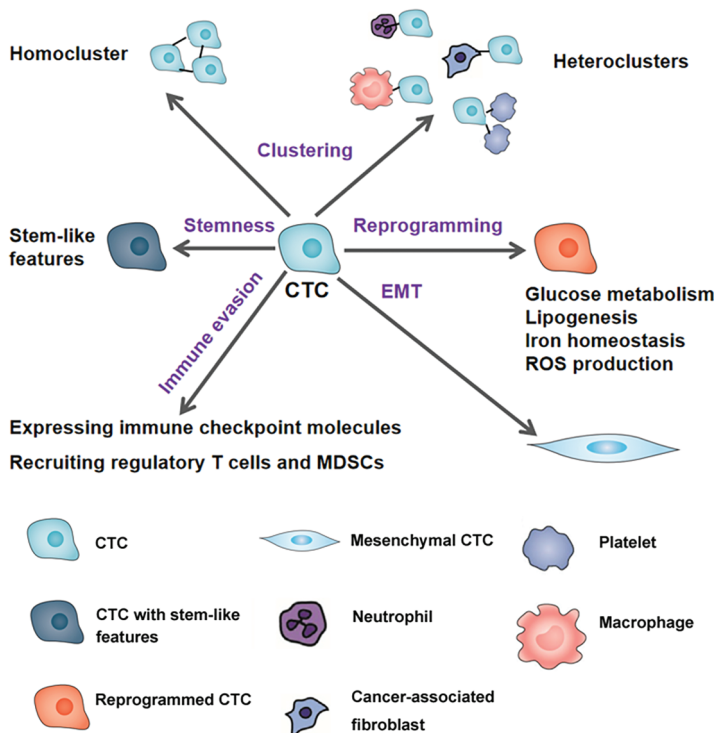 Homocluster
Heteroclusters
Clustering
Stemness
Reprogramming
Stem-like
features
CTC
EMT
Immune evasion
Glucose metabolism
Lipogenesis
Iron homeostasis
ROS production
Expressing immune checkpoint molecules
Recruiting regulatory T cells and MDSCs
CTC
Mesenchymal CTC
Platelet
CTC with stem-like
features
Neutrophil
Macrophage
Reprogrammed CTC
Cancer-associated
fibroblast